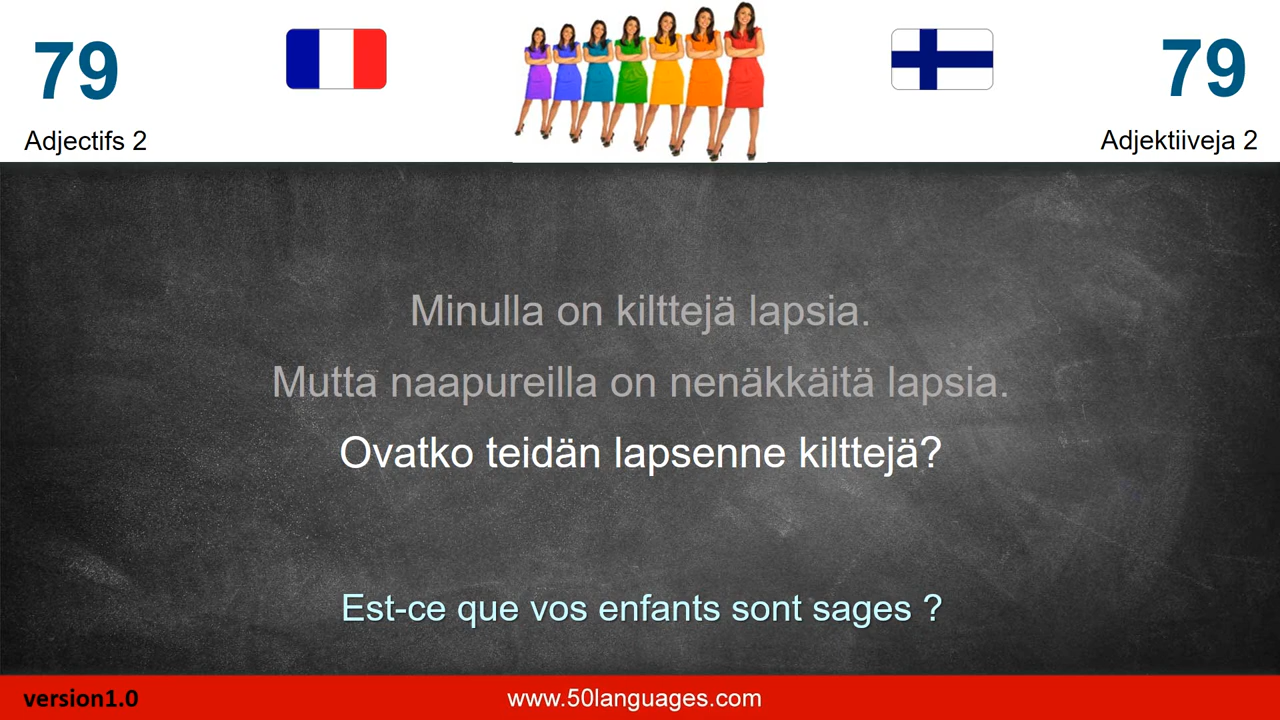 79
79
Adjectifs 2
Adjektiiveja 2
Minulla on kilttejä lapsia.
Mutta naapureilla on nenäkkäitä lapsia.
Ovatko teidän lapsenne kilttejä?
Est-ce que vos enfants sont sages ?
version1.0
www.50languages.com